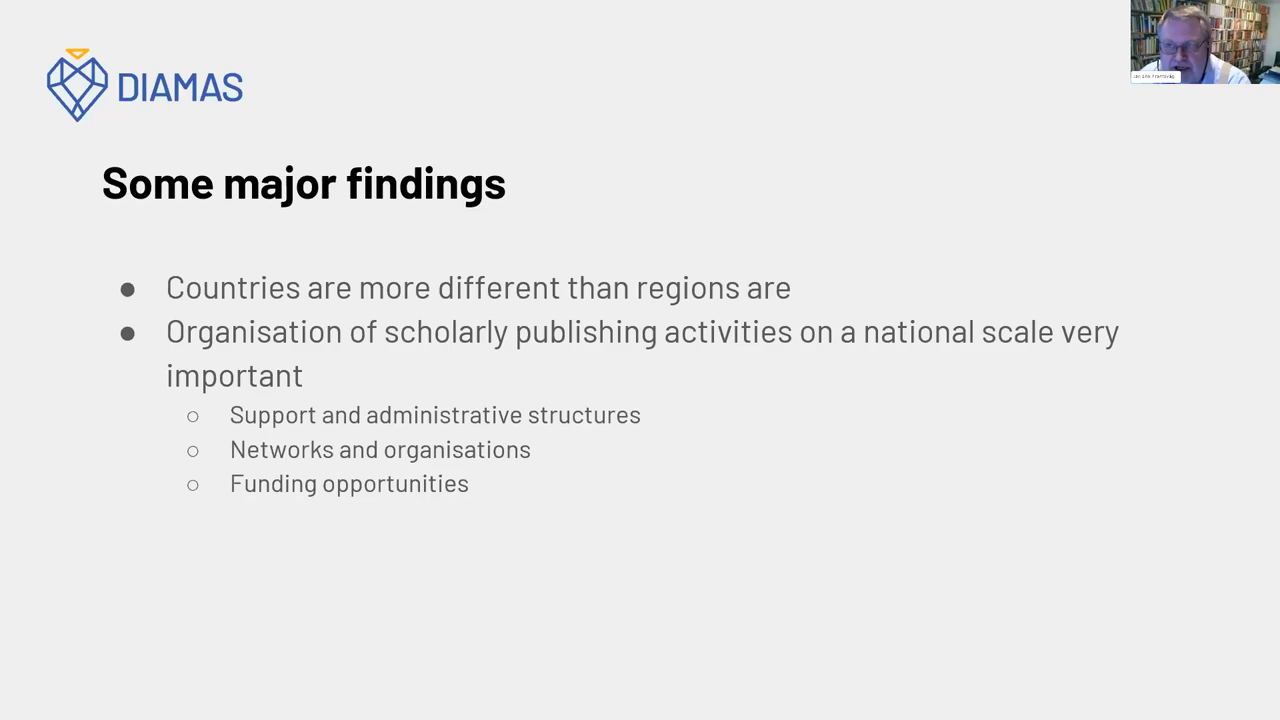 DIAMAS
Some major findings
● Countries are more different than regions are
● Organisation of scholarly publishing activities on a national scale very
important
○ Support and administrative structures
○ Networks and organisations
○ Funding opportunities